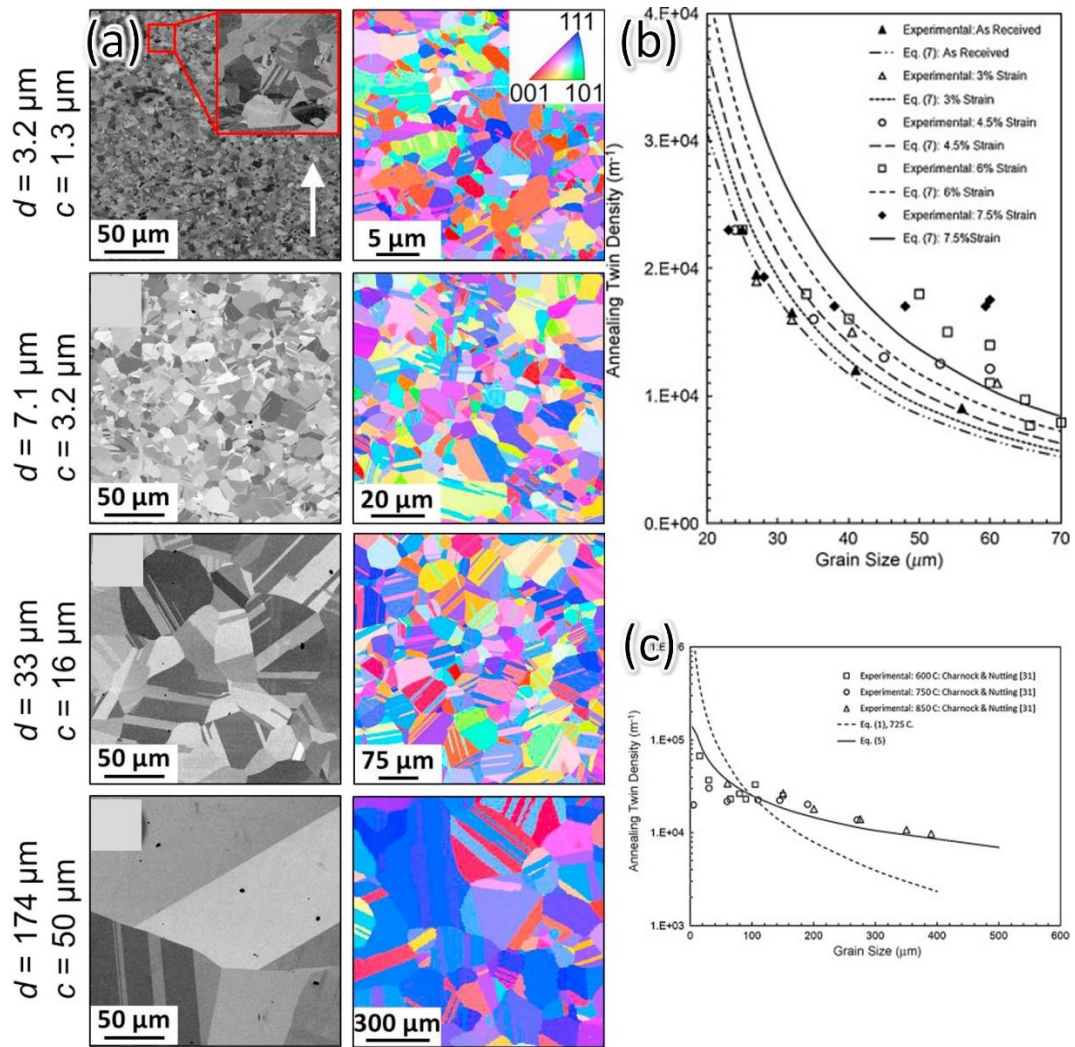 (a)
d = 3.2 µm
c = 1.3 µm
50 µm
111
001 101
5 µm
d = 7.1 µm
c = 3.2 µm
50 µm
20 µm
d = 33 µm
c = 16 µm
50 µm
75 µm
d = 174 µm
c = 50 µm
50 µm
300 µm
(b)
4.E+04
3.E+04
2.E+04
1.E+04
0.E+00
Annealing Twin Density (m⁻¹)
Experimental: As Received
Eq. (7): As Received
Experimental: 3% Strain
Eq. (7): 3% Strain
Experimental: 4.5% Strain
Eq. (7): 4.5% Strain
Experimental: 6% Strain
Eq. (7): 6% Strain
Experimental: 7.5% Strain
Eq. (7): 7.5%Strain
20 30 40 50 60 70
Grain Size (µm)
(c)
1.E+06
1.E+05
1.E+04
1.E+03
Annealing Twin Density (m⁻¹)
Experimental: 600 C: Charnock & Nutting [31]
Experimental: 750 C: Charnock & Nutting [31]
Experimental: 850 C: Charnock & Nutting [31]
Eq. (1), 725 C.
Eq. (5)
0 100 200 300 400 500 600
Grain Size (µm)